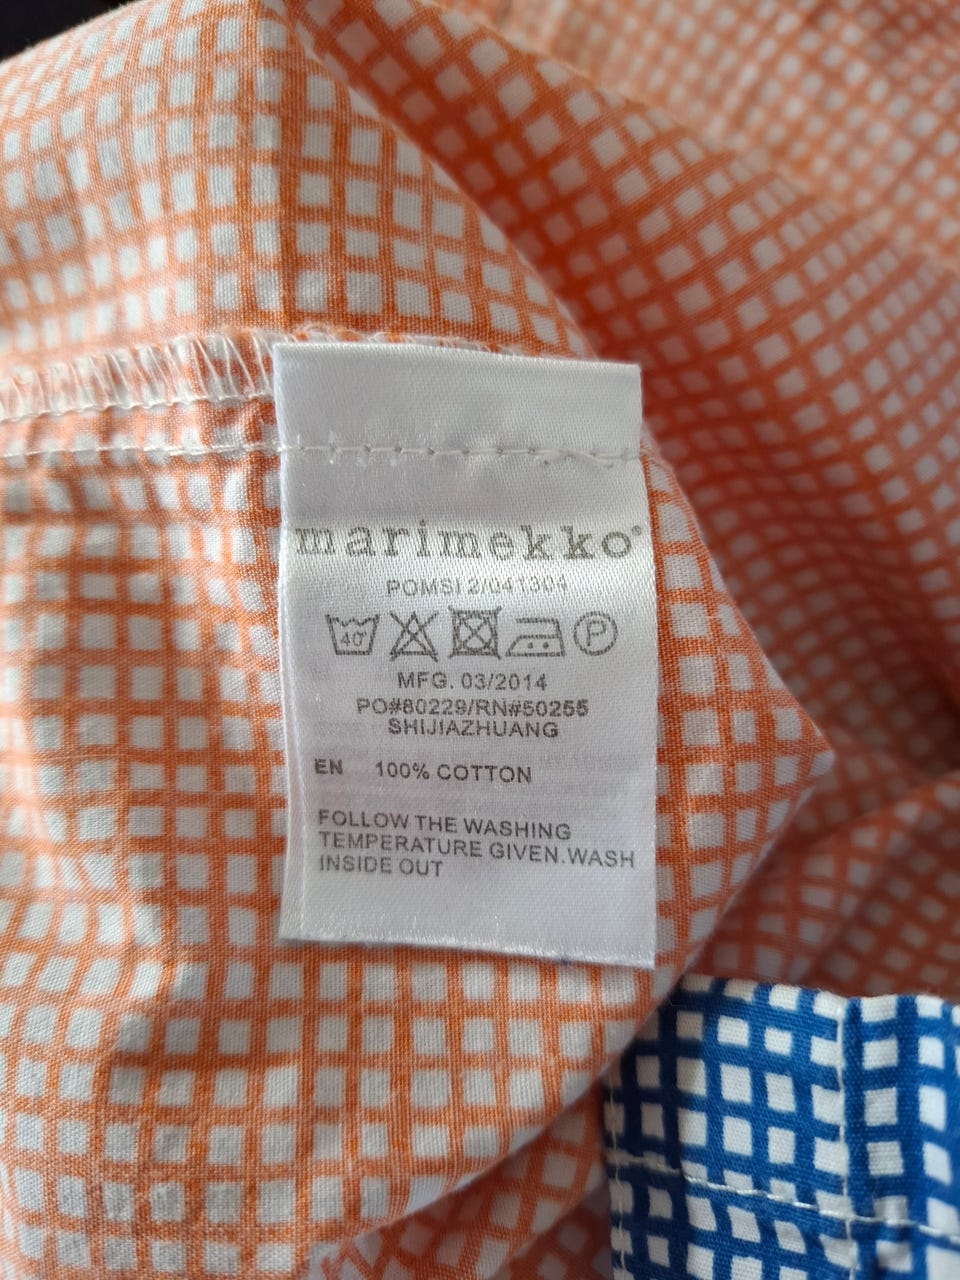 marimekko®
POMSI 2/041304
40°
P
MFG. 03/2014
PO#80229/RN#50255
SHIJIAZHUANG
EN 100% COTTON
FOLLOW THE WASHING
TEMPERATURE GIVEN.WASH
INSIDE OUT